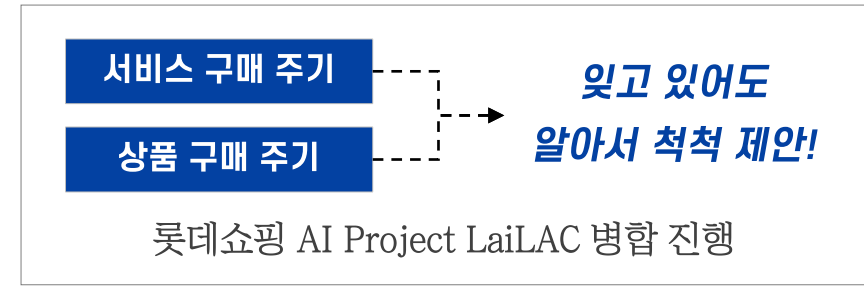 서비스 구매 주기
상품 구매 주기
잊고 있어도
알아서 척척 제안!
롯데쇼핑 AI Project LaiLAC 병합 진행